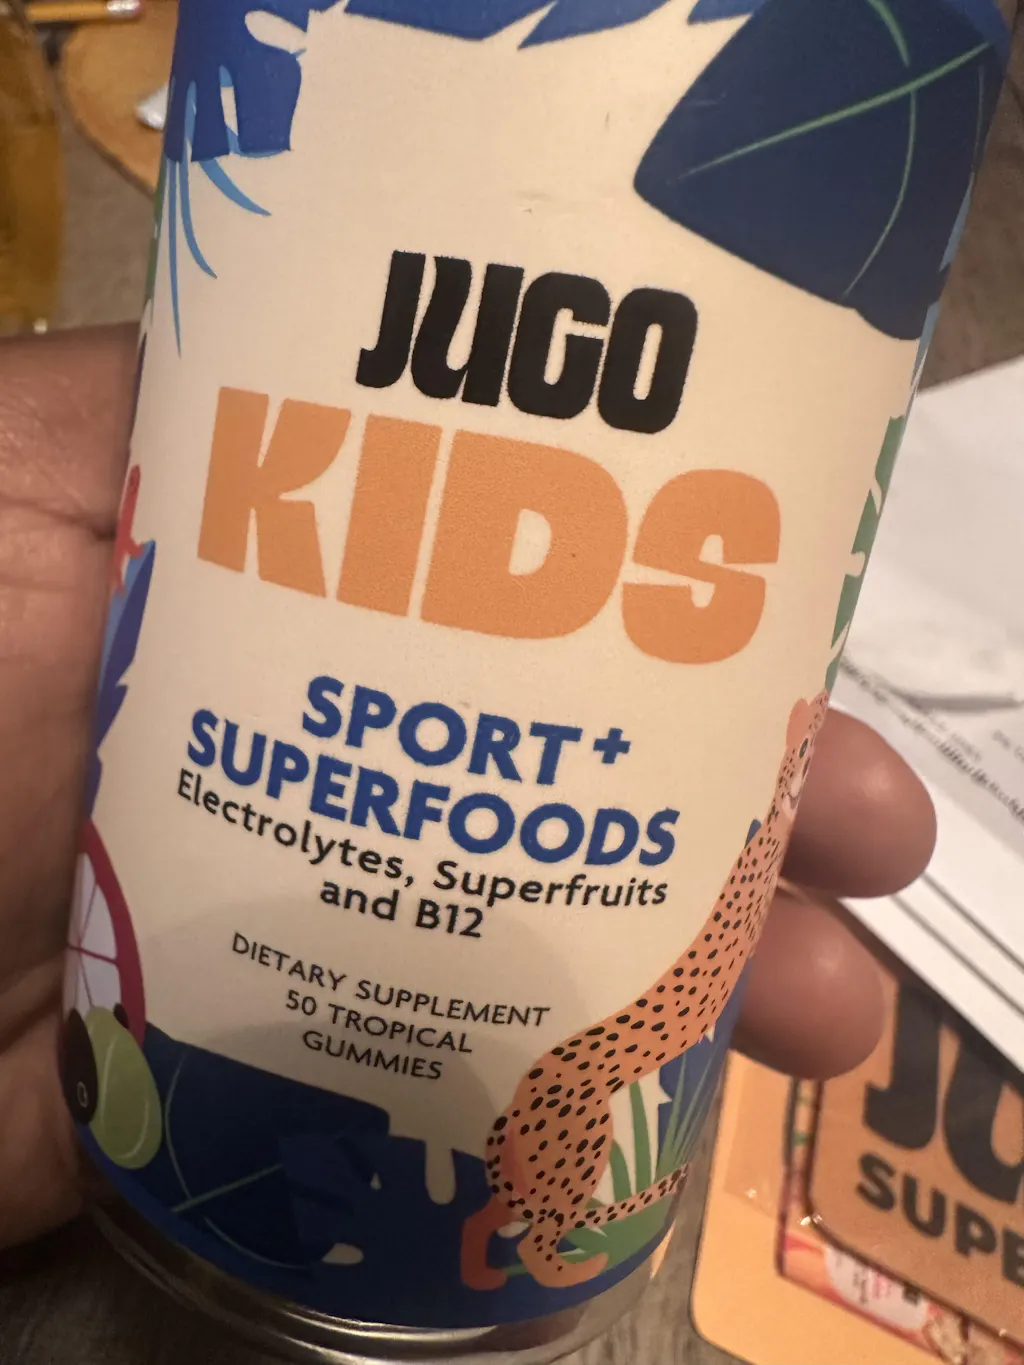 JUGO
KIDS
SPORT+
SUPERFOODS
Electrolytes, Superfruits
and B12
DIETARY SUPPLEMENT
50 TROPICAL
GUMMIES
JU
SUPE